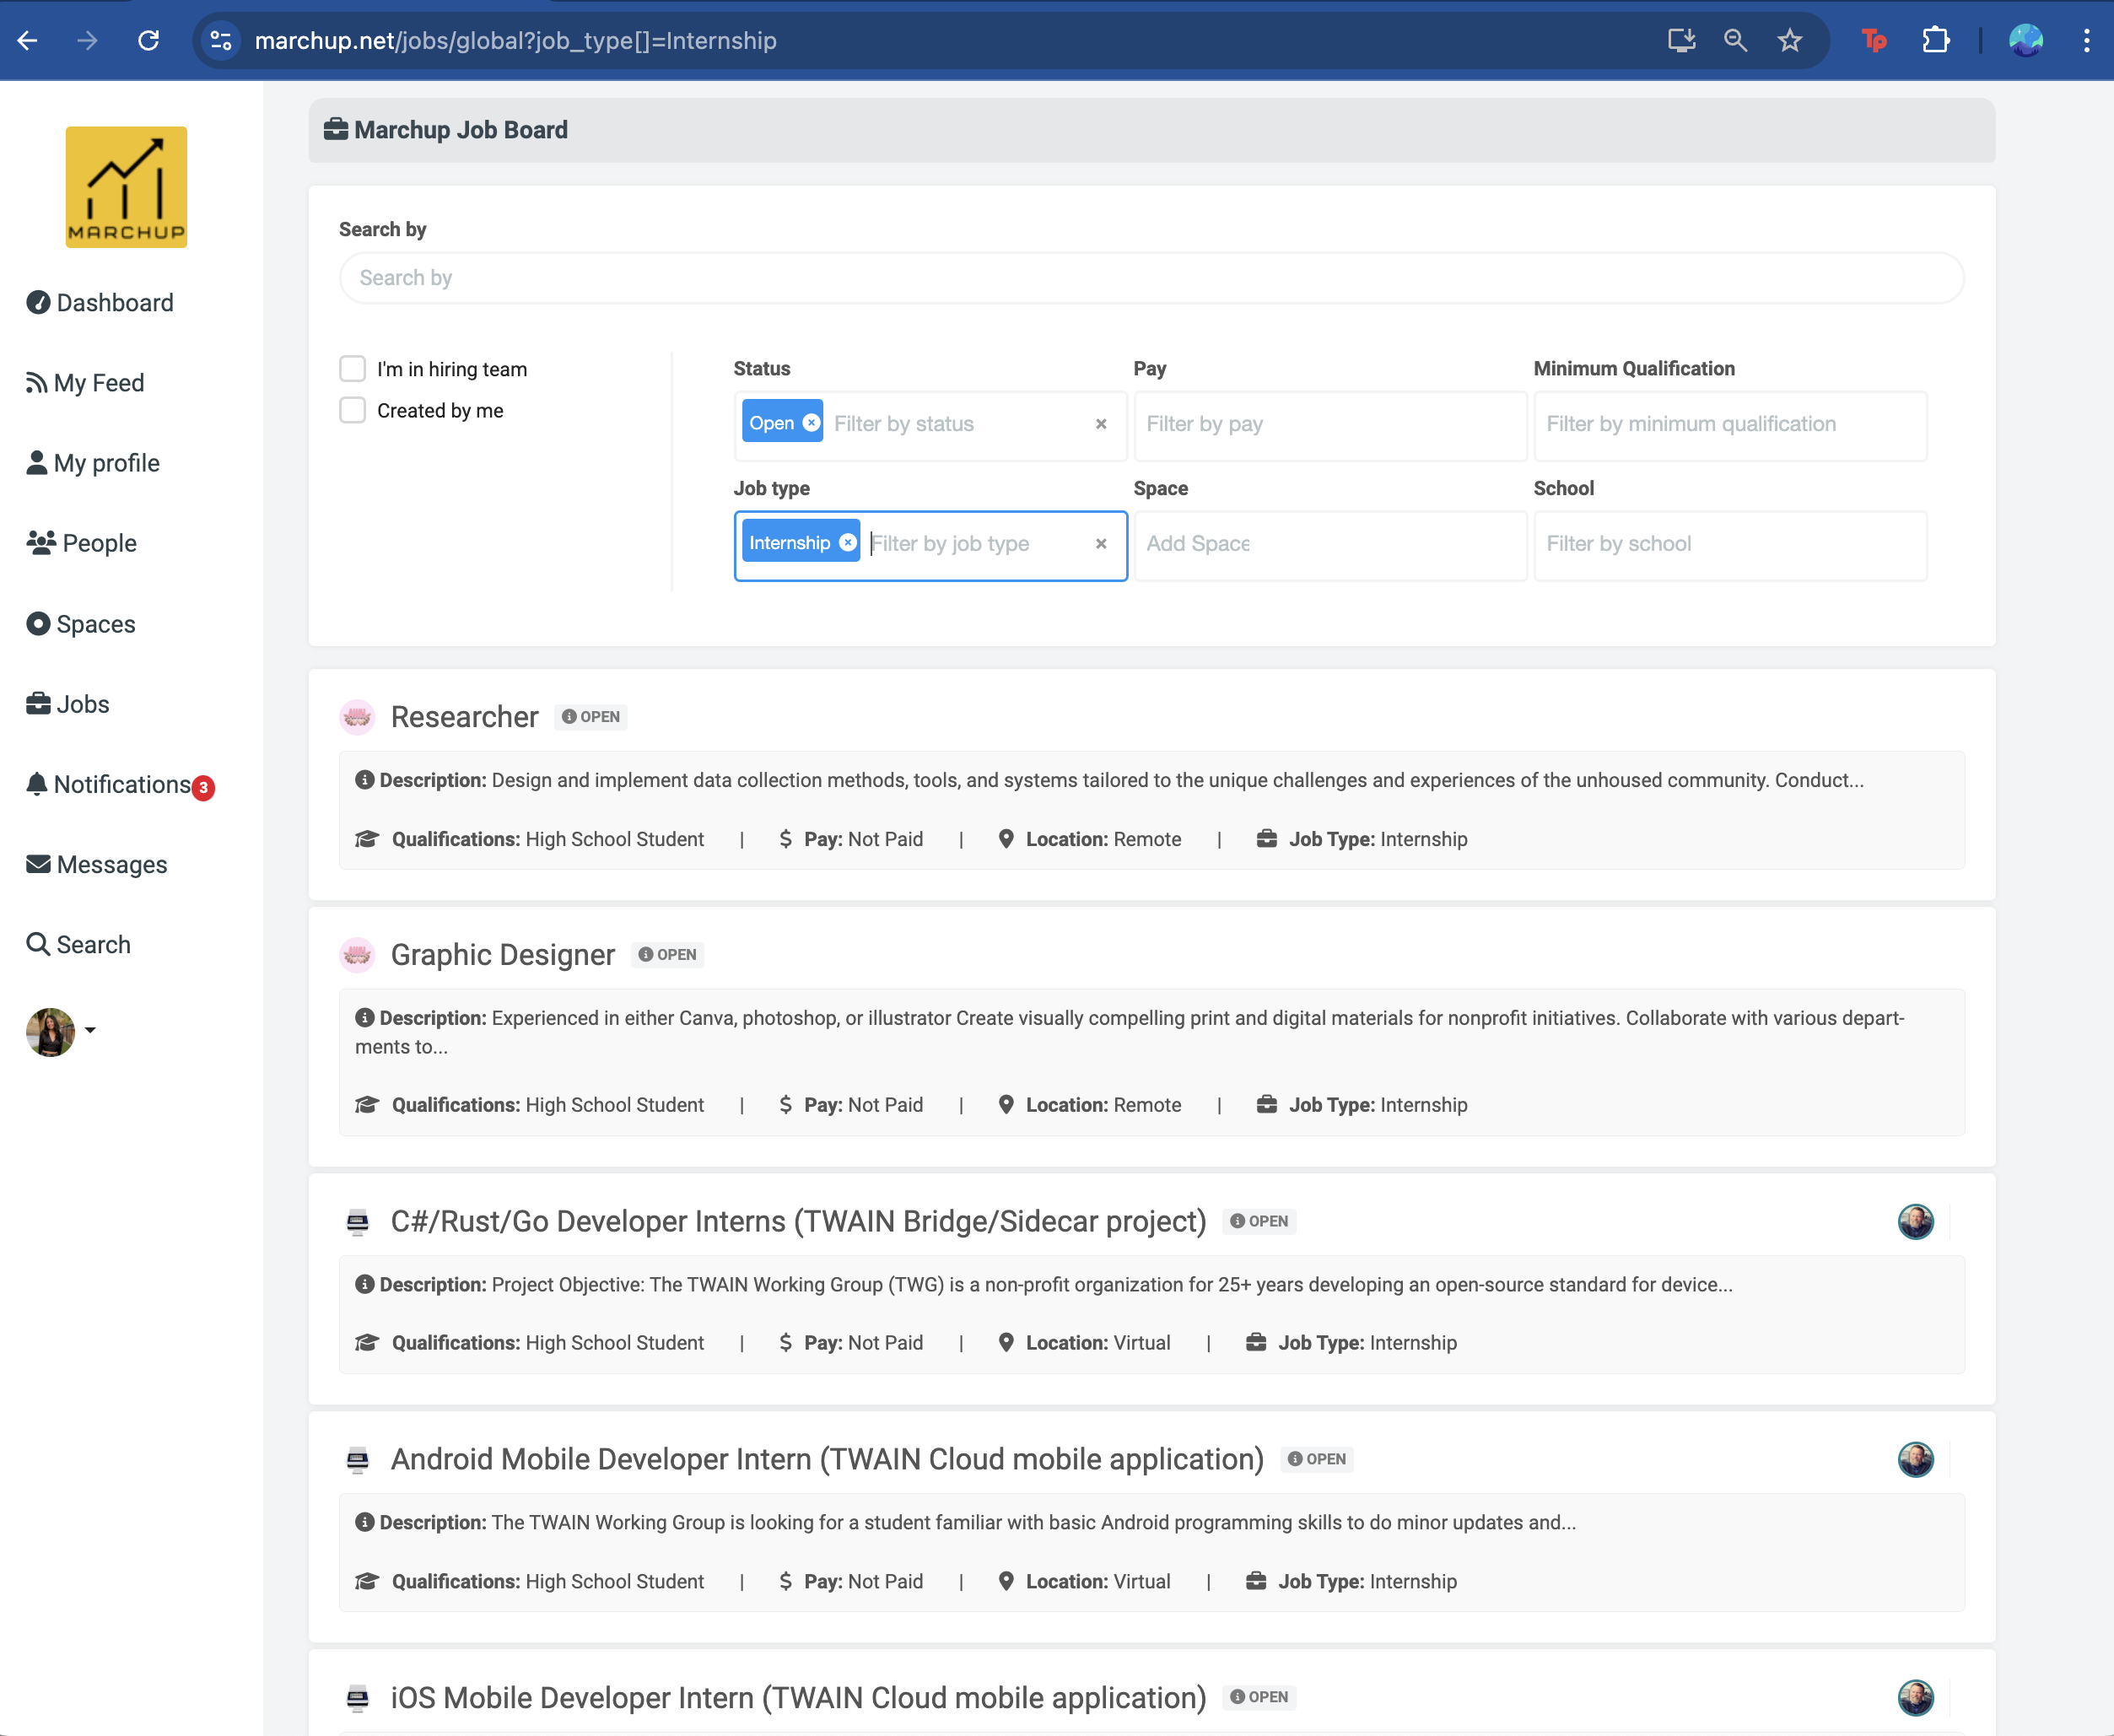 marchup.net/jobs/global?job_type[]=Internship
Tp
MARCHUP
Dashboard
My Feed
My profile
People
Spaces
Jobs
Notifications 3
Messages
Search
Marchup Job Board
Search by
Search by
I'm in hiring team
Created by me
Status
Pay
Minimum Qualification
Open
Filter by status
×
Filter by pay
Filter by minimum qualification
Job type
Space
School
Internship
Filter by job type
×
Add Space
Filter by school
Researcher OPEN
Description: Design and implement data collection methods, tools, and systems tailored to the unique challenges and experiences of the unhoused community. Conduct...
Qualifications: High School Student | $ Pay: Not Paid | Location: Remote | Job Type: Internship
Graphic Designer OPEN
Description: Experienced in either Canva, photoshop, or illustrator Create visually compelling print and digital materials for nonprofit initiatives. Collaborate with various depart-
ments to...
Qualifications: High School Student | $ Pay: Not Paid | Location: Remote | Job Type: Internship
C#/Rust/Go Developer Interns (TWAIN Bridge/Sidecar project) OPEN
Description: Project Objective: The TWAIN Working Group (TWG) is a non-profit organization for 25+ years developing an open-source standard for device...
Qualifications: High School Student | $ Pay: Not Paid | Location: Virtual | Job Type: Internship
Android Mobile Developer Intern (TWAIN Cloud mobile application) OPEN
Description: The TWAIN Working Group is looking for a student familiar with basic Android programming skills to do minor updates and...
Qualifications: High School Student | $ Pay: Not Paid | Location: Virtual | Job Type: Internship
iOS Mobile Developer Intern (TWAIN Cloud mobile application) OPEN